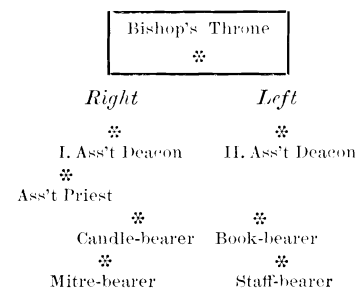 Bishop's Throne
Right Left
I. Ass't Deacon II. Ass't Deacon
Ass't Priest
Candle-bearer Book-bearer
Mitre-bearer Staff-bearer